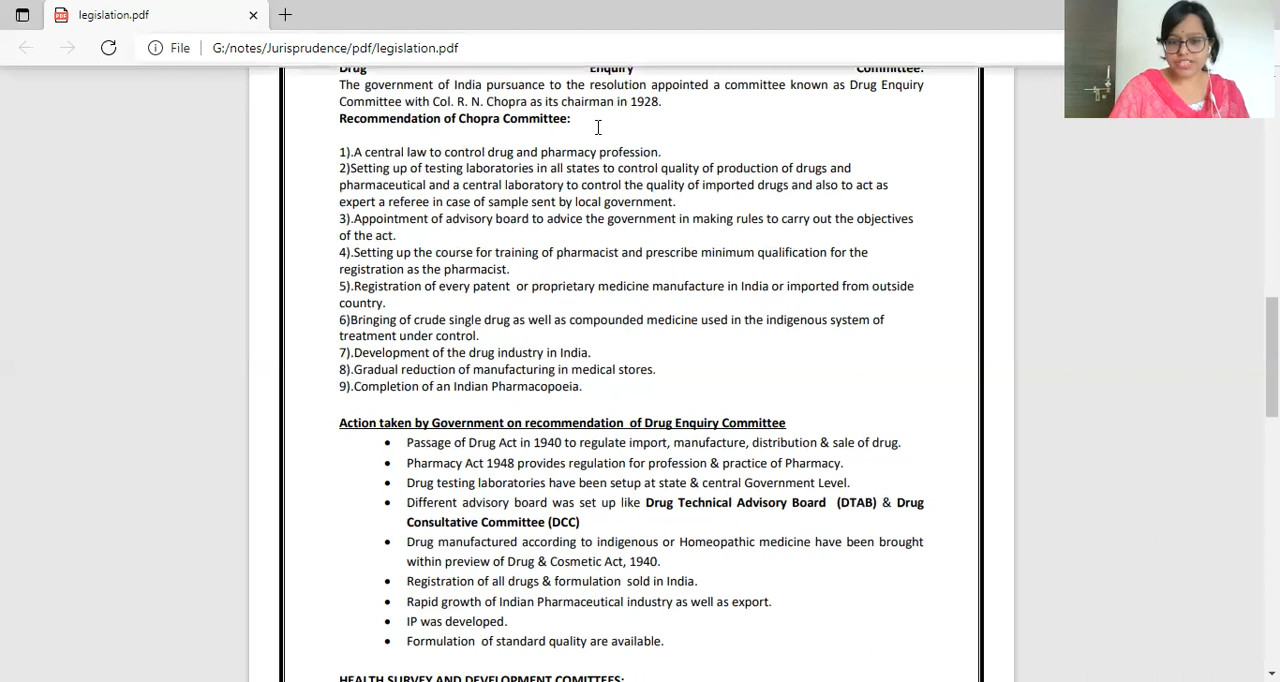 legislation.pdf
File
G:/notes/Jurisprudence/pdf/legislation.pdf
Drug Enquiry Committee:
The government of India pursuance to the resolution appointed a committee known as Drug Enquiry
Committee with Col. R. N. Chopra as its chairman in 1928.
Recommendation of Chopra Committee:
1).A central law to control drug and pharmacy profession.
2)Setting up of testing laboratories in all states to control quality of production of drugs and
pharmaceutical and a central laboratory to control the quality of imported drugs and also to act as
expert a referee in case of sample sent by local government.
3).Appointment of advisory board to advice the government in making rules to carry out the objectives
of the act.
4).Setting up the course for training of pharmacist and prescribe minimum qualification for the
registration as the pharmacist.
5).Registration of every patent or proprietary medicine manufacture in India or imported from outside
country.
6)Bringing of crude single drug as well as compounded medicine used in the indigenous system of
treatment under control.
7).Development of the drug industry in India.
8).Gradual reduction of manufacturing in medical stores.
9).Completion of an Indian Pharmacopoeia.
Action taken by Government on recommendation of Drug Enquiry Committee
• Passage of Drug Act in 1940 to regulate import, manufacture, distribution & sale of drug.
• Pharmacy Act 1948 provides regulation for profession & practice of Pharmacy.
• Drug testing laboratories have been setup at state & central Government Level.
• Different advisory board was set up like Drug Technical Advisory Board (DTAB) & Drug
Consultative Committee (DCC)
• Drug manufactured according to indigenous or Homeopathic medicine have been brought
within preview of Drug & Cosmetic Act, 1940.
• Registration of all drugs & formulation sold in India.
• Rapid growth of Indian Pharmaceutical industry as well as export.
• IP was developed.
• Formulation of standard quality are available.
HEALTH SURVEY AND DEVELOPMENT COMITTEES: